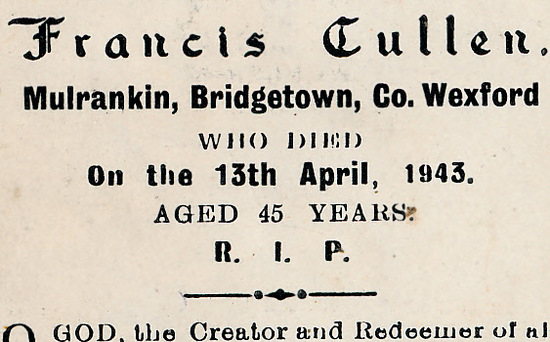 Francis Cullen.
Mulrankin, Bridgetown, Co. Wexford
WHO DIED
On the 13th April, 1943.
AGED 45 YEARS.
R. I. P.
O GOD, the Creator and Redeemer of al